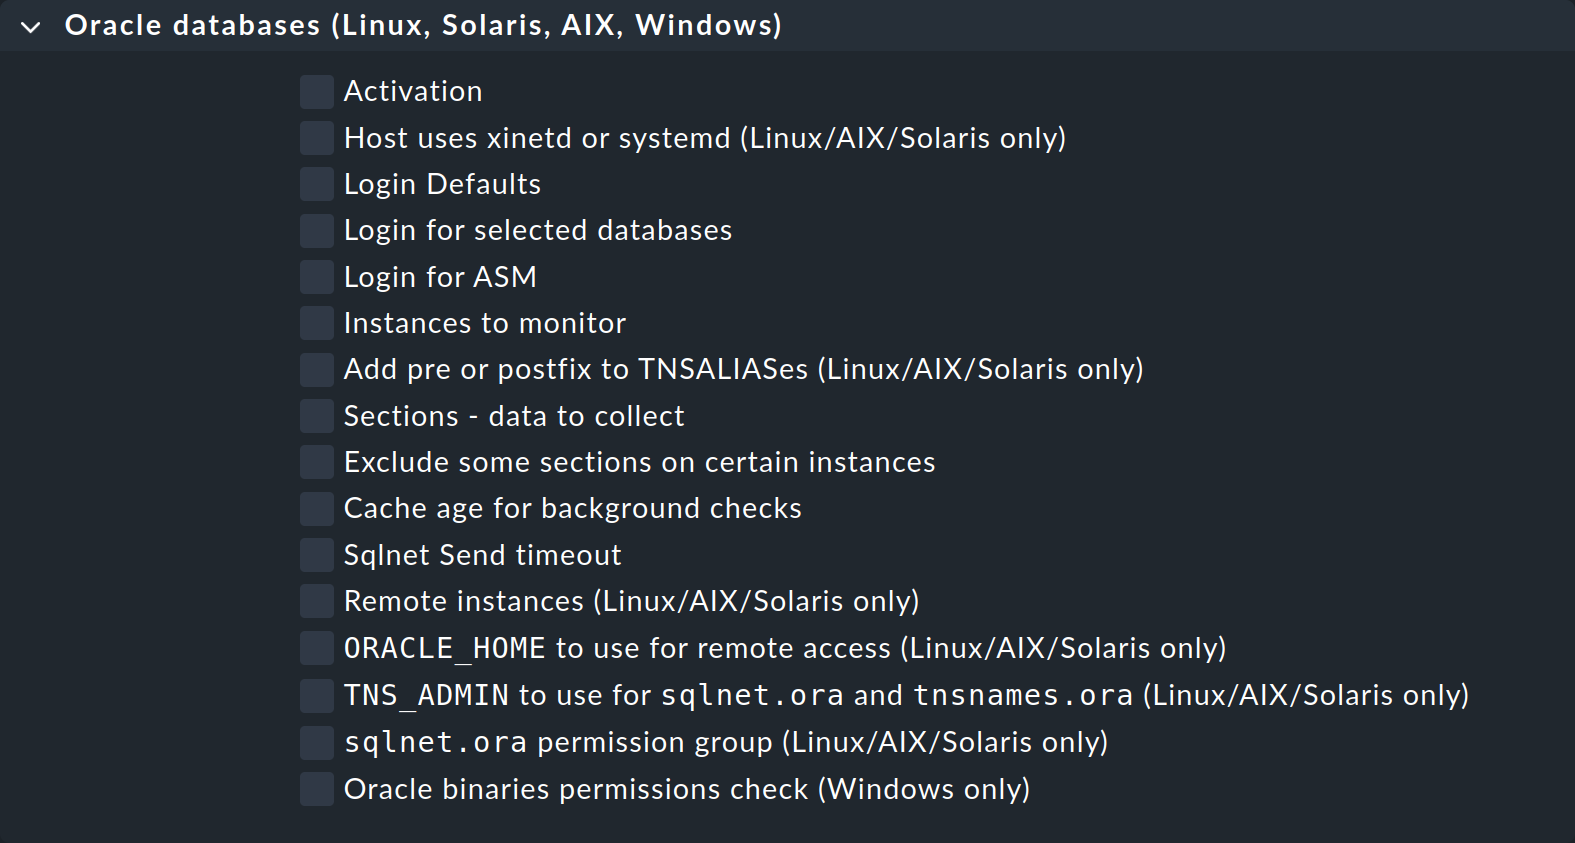 Oracle databases (Linux, Solaris, AIX, Windows)
Activation
Host uses xinetd or systemd (Linux/AIX/Solaris only)
Login Defaults
Login for selected databases
Login for ASM
Instances to monitor
Add pre or postfix to TNSALIASes (Linux/AIX/Solaris only)
Sections - data to collect
Exclude some sections on certain instances
Cache age for background checks
Sqlnet Send timeout
Remote instances (Linux/AIX/Solaris only)
ORACLE_HOME to use for remote access (Linux/AIX/Solaris only)
TNS_ADMIN to use for sqlnet.ora and tnsnames.ora (Linux/AIX/Solaris only)
sqlnet.ora permission group (Linux/AIX/Solaris only)
Oracle binaries permissions check (Windows only)